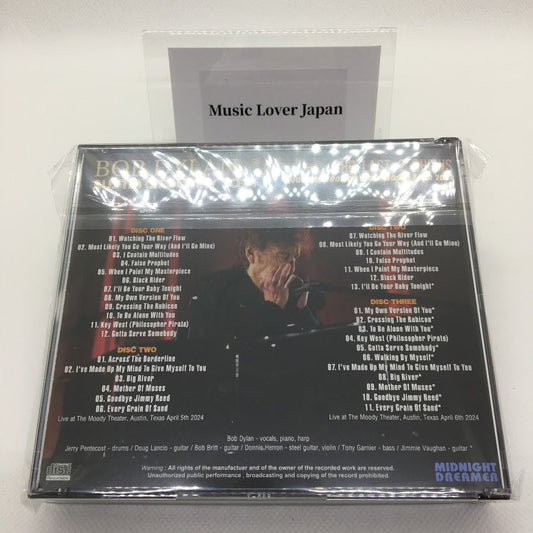 Music Lover Japan
BOB DYLAN
DISC ONE
01. Watching The River Flow
02. Most Likely You Go Your Way (And I'll Go Mine)
03. I Contain Multitudes
04. False Prophet
05. When I Paint My Masterpiece
06. Black Rider
07. I'll Be Your Baby Tonight
08. My Own Version Of You
09. Crossing The Rubicon
10. To Be Alone With You
11. Key West (Philosopher Pirate)
12. Gotta Serve Somebody
DISC TWO
01. Across The Borderline
02. I've Made Up My Mind To Give Myself To You
03. Big River
04. Mother Of Muses
05. Goodbye Jimmy Reed
06. Every Grain Of Sand
Live at The Moody Theater, Austin, Texas April 5th 2024
DISC TWO
07. Watching The River Flow
08. Most Likely You Go Your Way (And I'll Go Mine)
09. I Contain Multitudes
10. False Prophet
11. When I Paint My Masterpiece
12. Black Rider
13. I'll Be Your Baby Tonight*
DISC THREE
01. My Own Version Of You*
02. Crossing The Rubicon*
03. To Be Alone With You*
04. Key West (Philosopher Pirate)
05. Gotta Serve Somebody*
06. Walking By Myself*
07. I've Made Up My Mind To Give Myself To You
08. Big River*
09. Mother Of Muses*
10. Goodbye Jimmy Reed*
11. Every Grain Of Sand*
Live at The Moody Theater, Austin, Texas April 6th 2024
Bob Dylan - vocals, piano, harp
Jerry Pentecost - drums / Doug Lancio - guitar / Bob Britt - guitar / Donnie Herron - steel guitar, violin / Tony Garnier - bass / Jimmie Vaughan - guitar *
Warning : All rights of the manufactuer and of the owner of the recorded work are reserved.
Unauthorized public performance , broadcasting and copying of the record prohibited.
MIDNIGHT
DREAMER